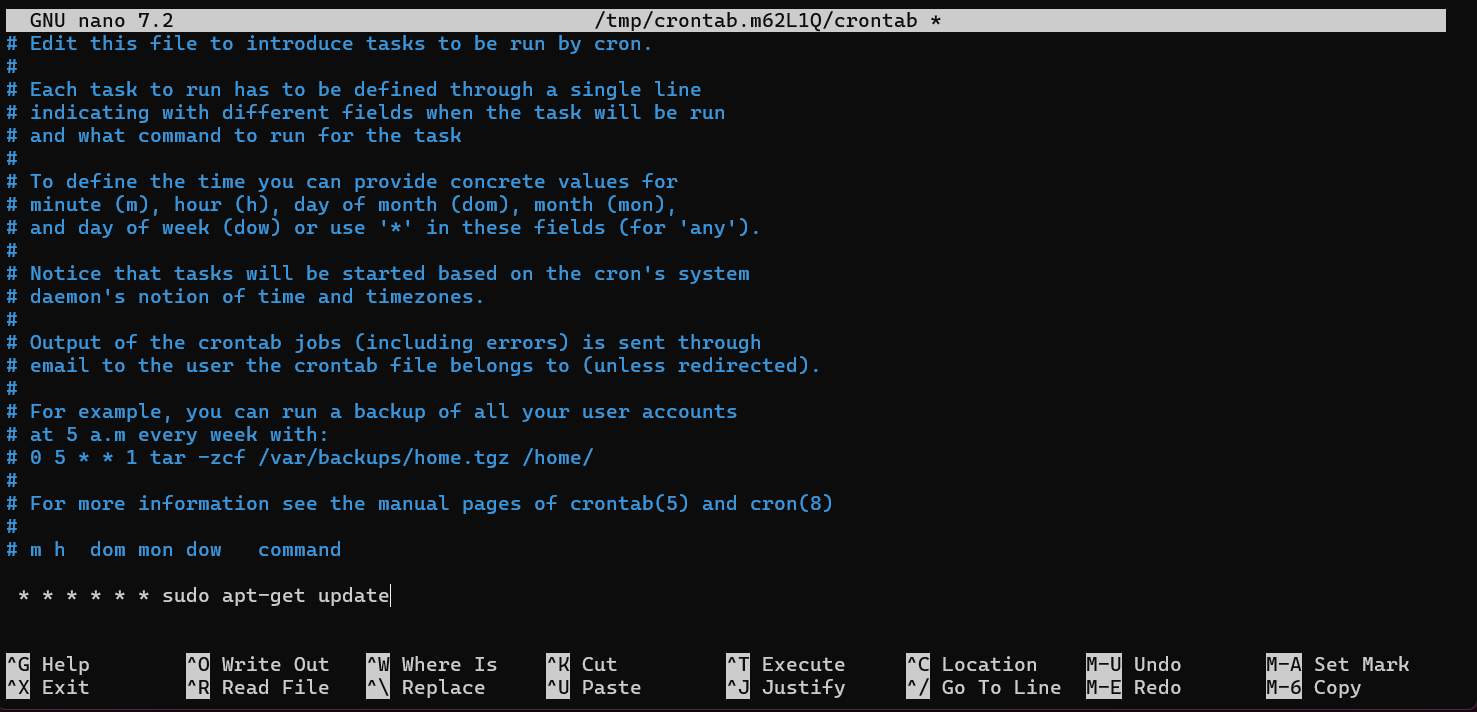 GNU nano 7.2 /tmp/crontab.m62L1Q/crontab *
# Edit this file to introduce tasks to be run by cron.
#
# Each task to run has to be defined through a single line
# indicating with different fields when the task will be run
# and what command to run for the task
#
# To define the time you can provide concrete values for
# minute (m), hour (h), day of month (dom), month (mon),
# and day of week (dow) or use '*' in these fields (for 'any').
#
# Notice that tasks will be started based on the cron's system
# daemon's notion of time and timezones.
#
# Output of the crontab jobs (including errors) is sent through
# email to the user the crontab file belongs to (unless redirected).
#
# For example, you can run a backup of all your user accounts
# at 5 a.m every week with:
# 0 5 * * 1 tar -zcf /var/backups/home.tgz /home/
#
# For more information see the manual pages of crontab(5) and cron(8)
#
# m h  dom mon dow   command
* * * * * * sudo apt-get update
^G Help ^O Write Out ^W Where Is ^K Cut ^T Execute ^C Location M-U Undo M-A Set Mark
^X Exit ^R Read File ^\ Replace ^U Paste ^J Justify ^/ Go To Line M-E Redo M-6 Copy